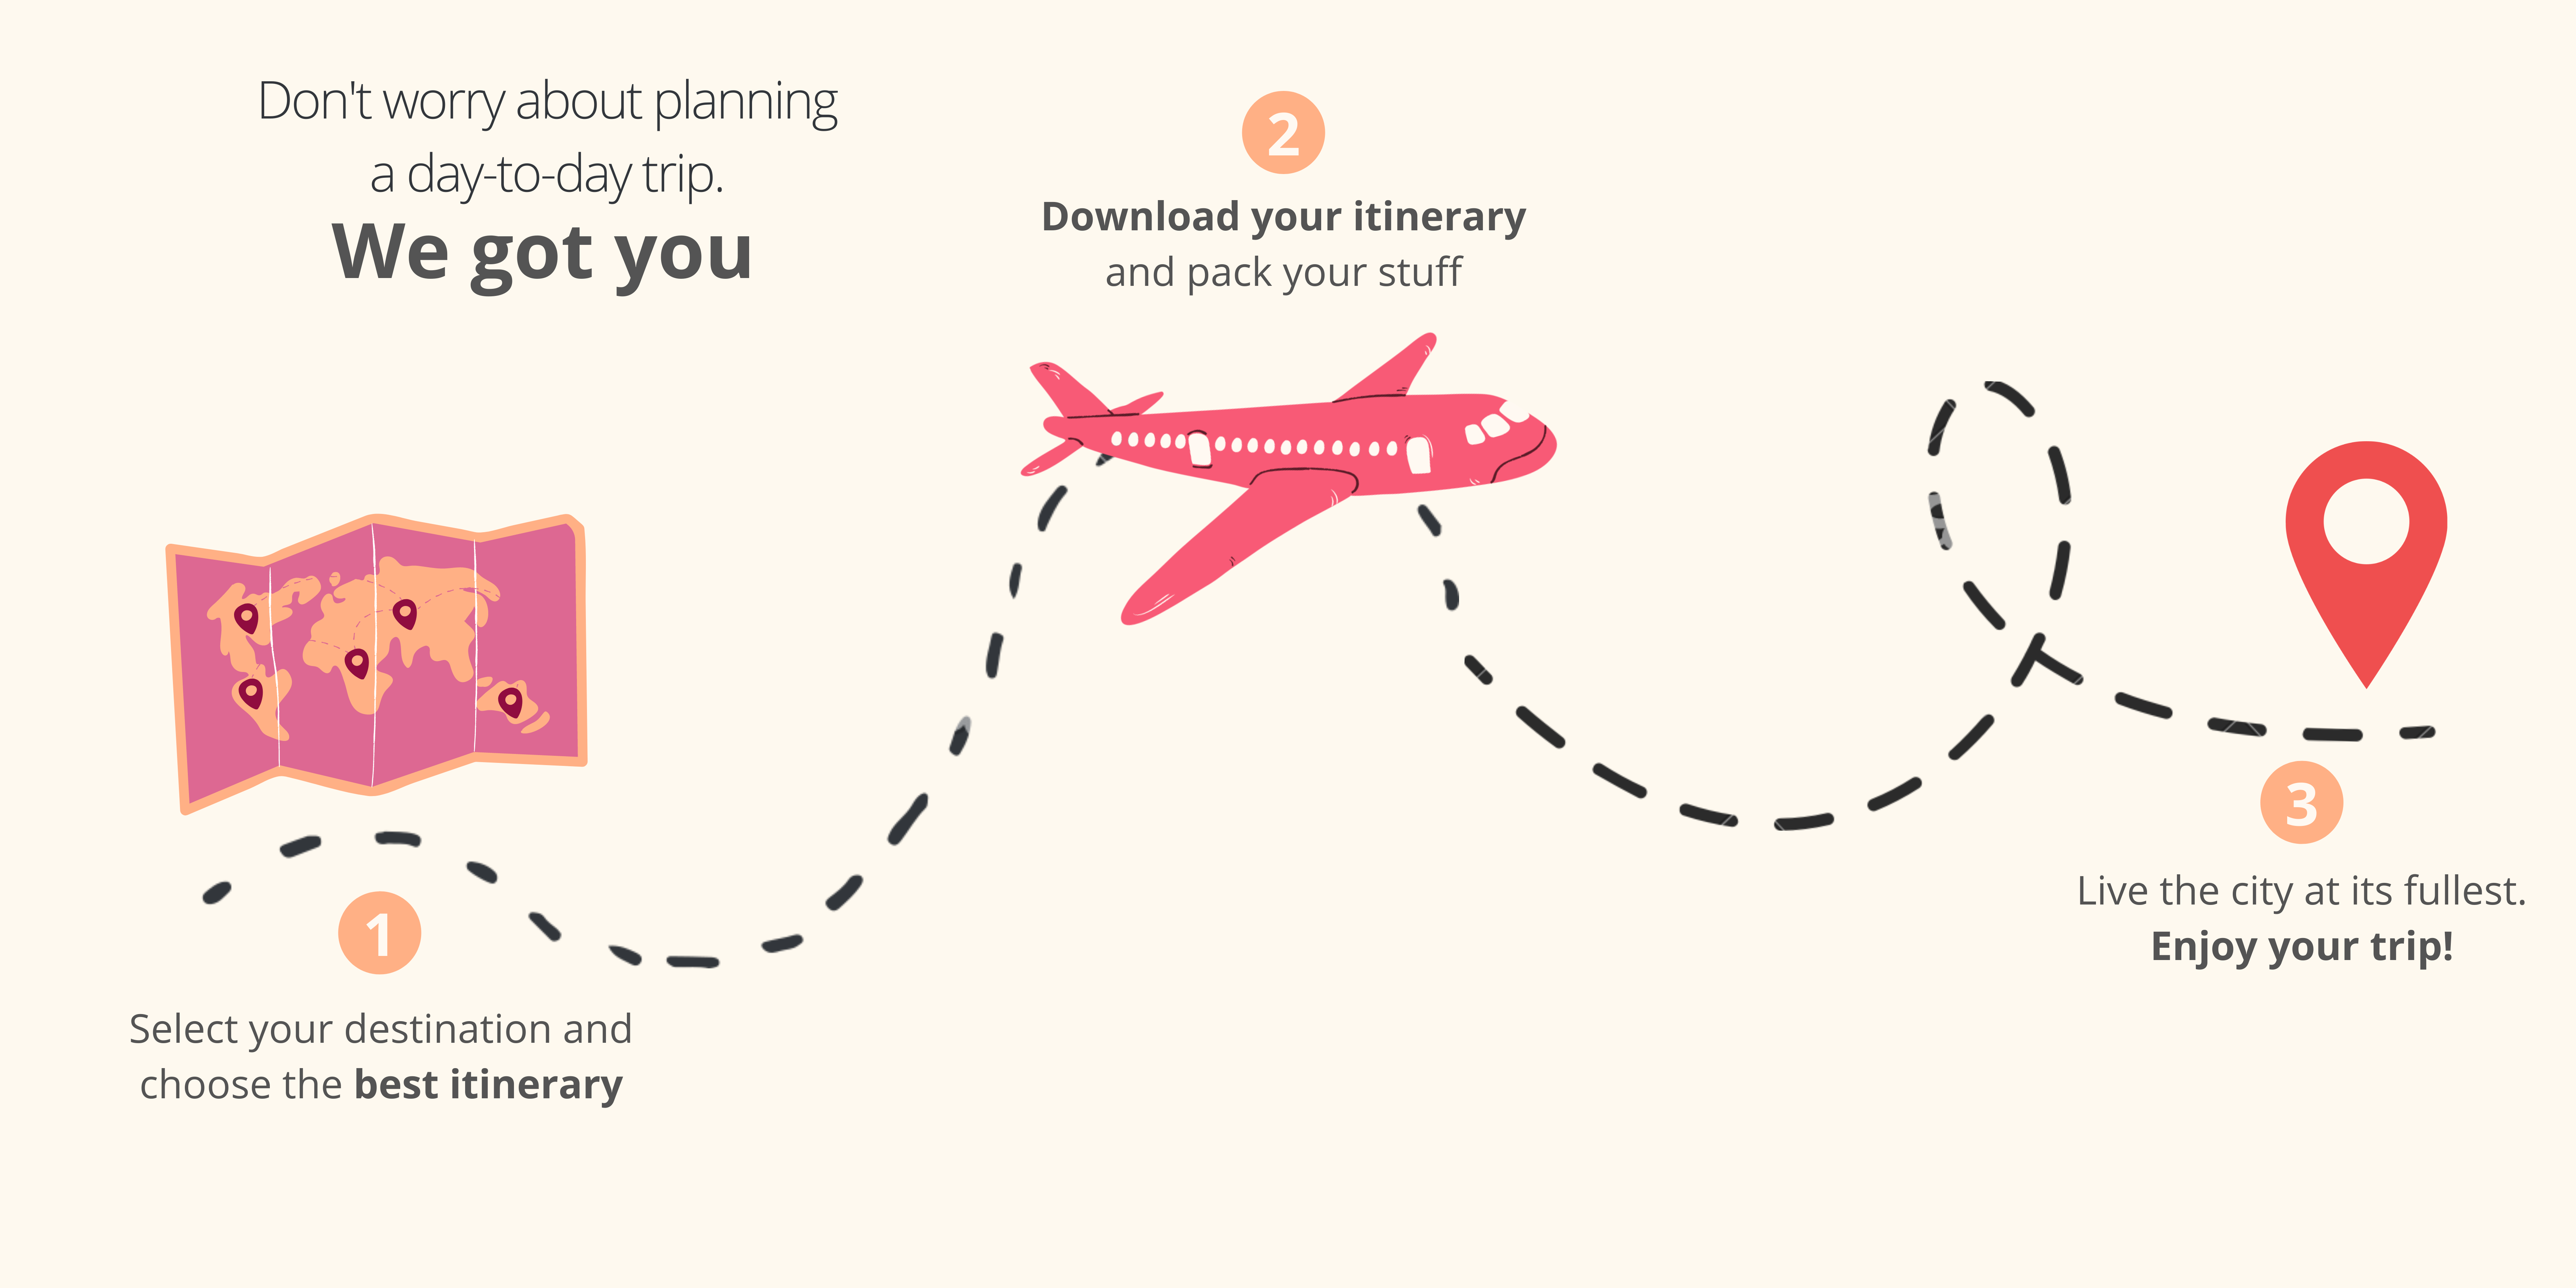 Don't worry about planning
a day-to-day trip.
We got you
1
Select your destination and
choose the best itinerary
2
Download your itinerary
and pack your stuff
3
Live the city at its fullest.
Enjoy your trip!